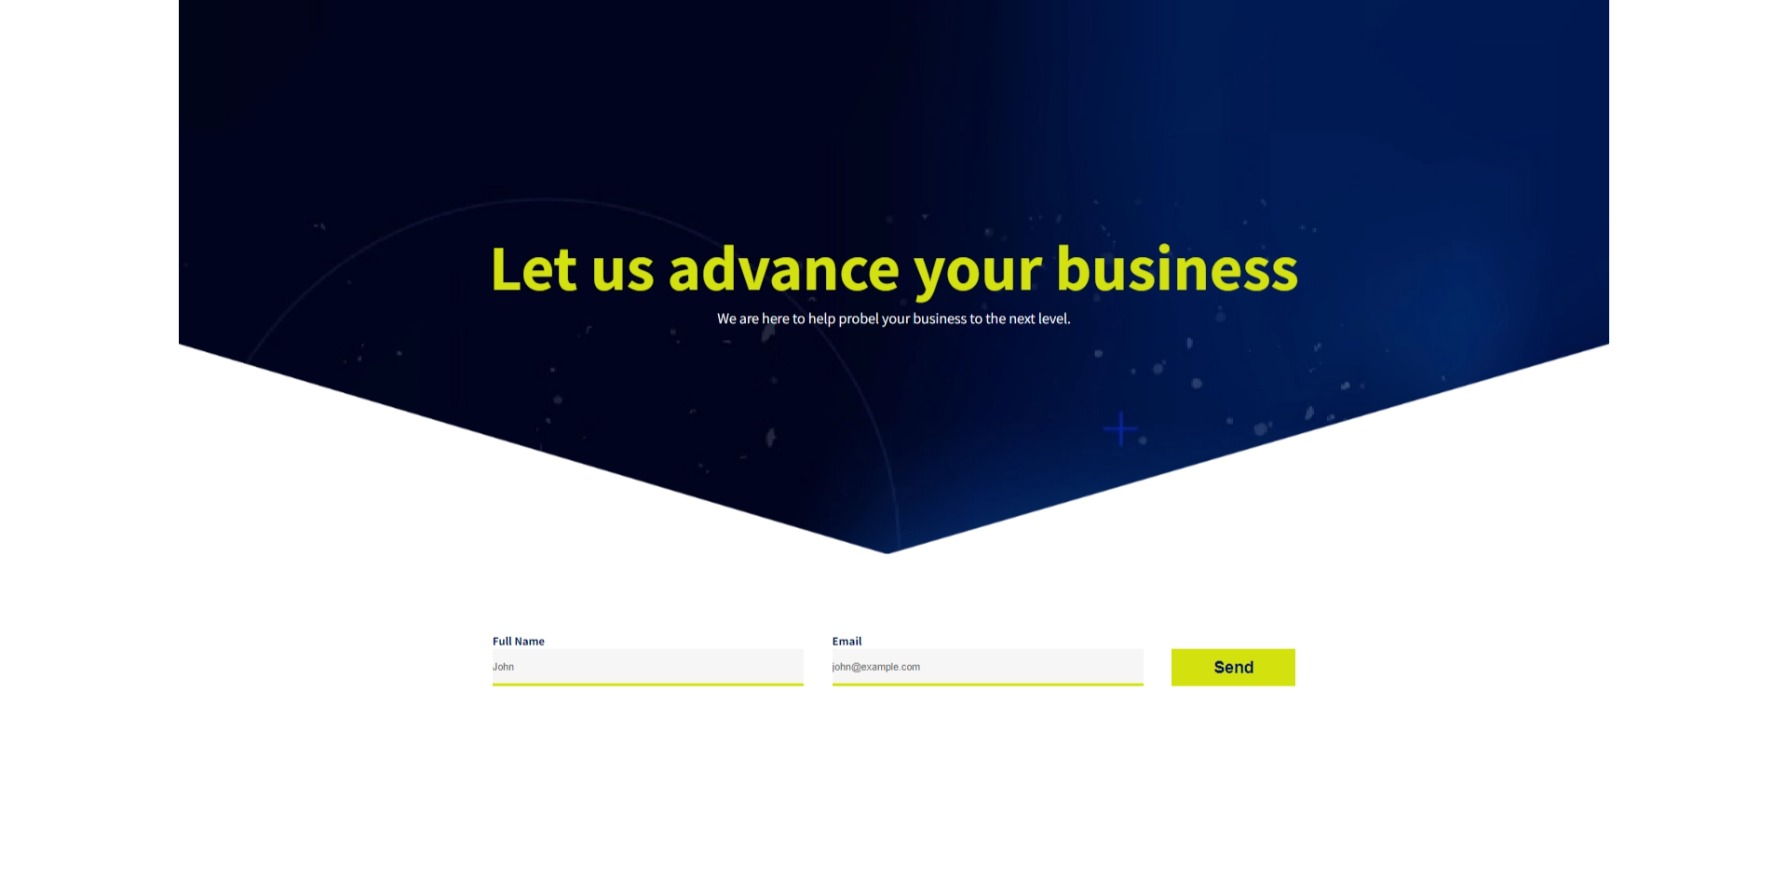 Let us advance your business
We are here to help probel your business to the next level.
Full Name
Email
John
john@example.com
Send